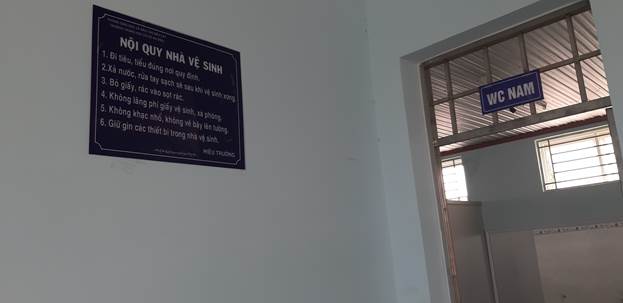 NỘI QUY NHÀ VỆ SINH
1. Đi tiêu, tiểu đúng nơi quy định.
2.Xả nước, rửa tay sạch sẽ sau khi vệ sinh xong.
3. Bỏ giấy, rác vào sọt rác.
4. Không lãng phí giấy vệ sinh, xà phòng.
5. Không khạc nhổ, không vẽ bậy lên tường.
6. Giữ gìn các thiết bị trong nhà vệ sinh.
HIỆU TRƯỞNG
WC NAM